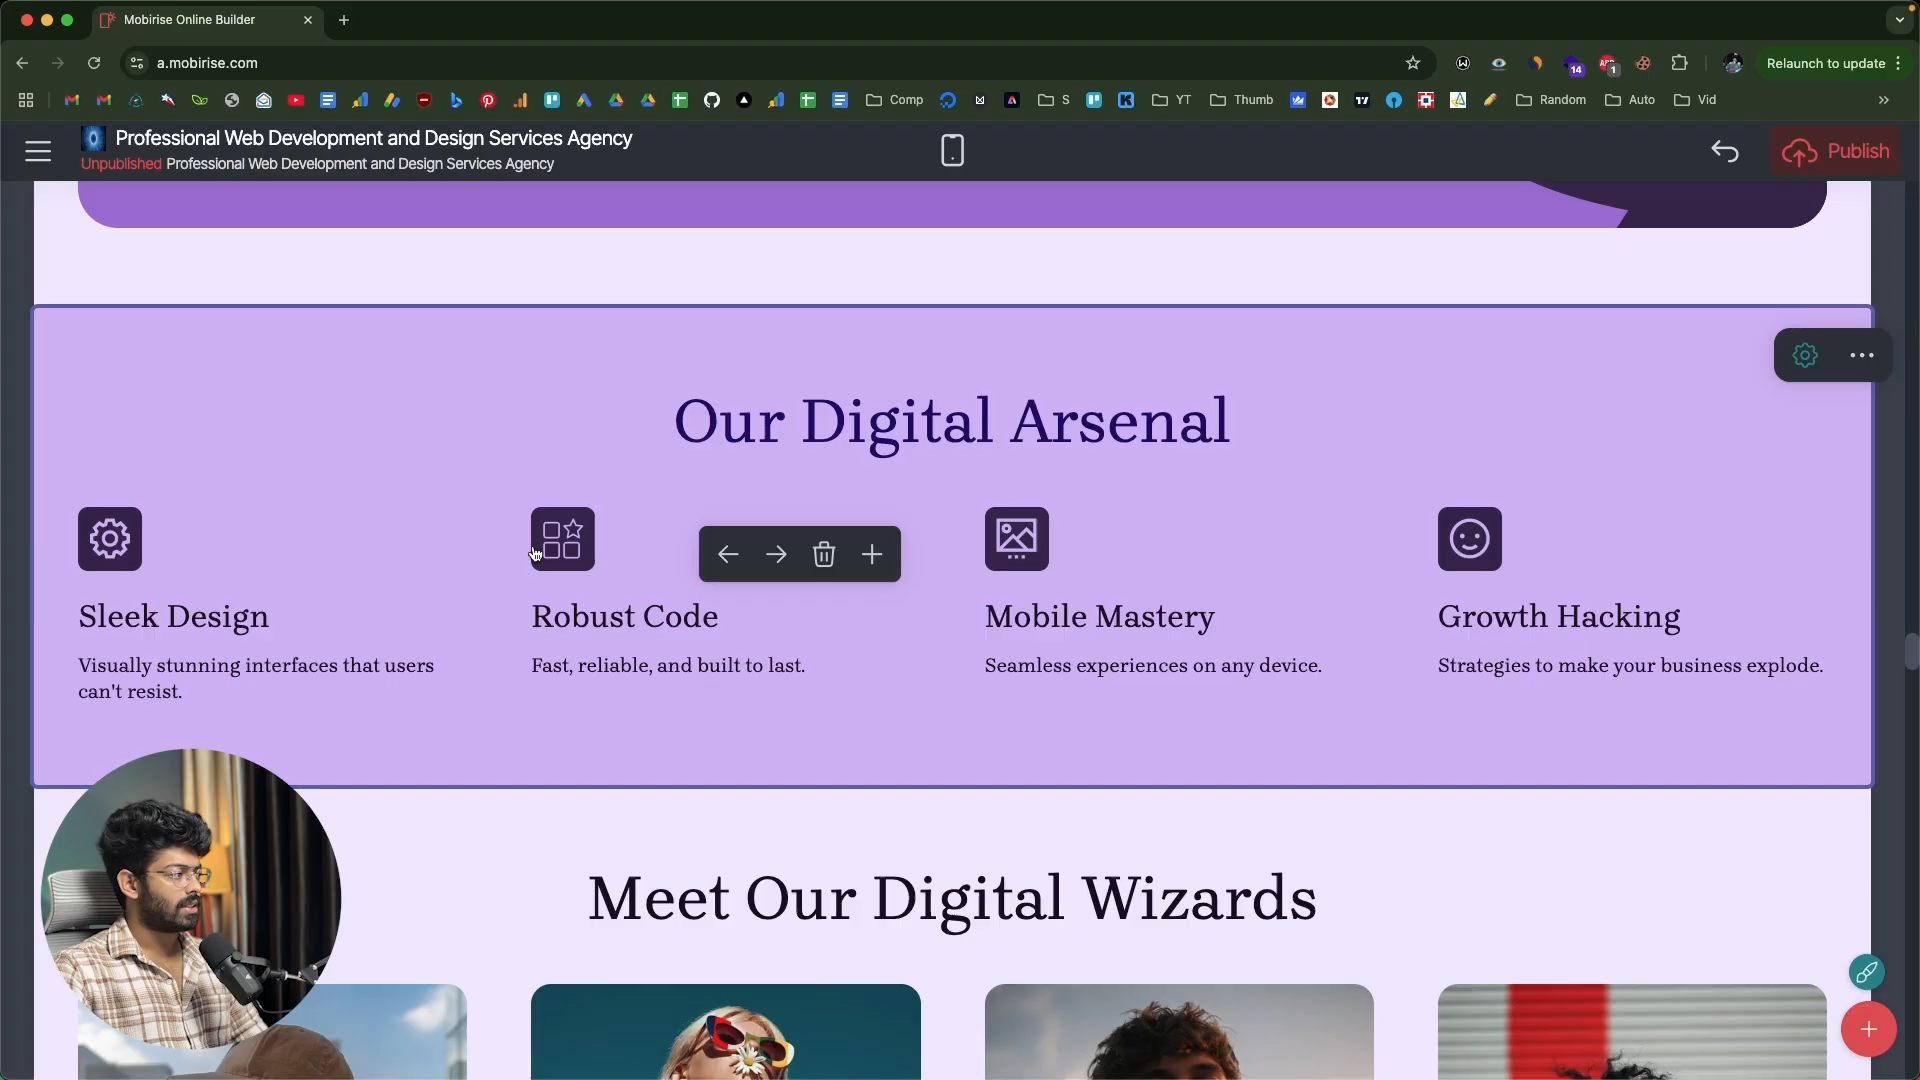 Mobirise Online Builder
a.mobirise.com
Relaunch to update
14
1
Comp
S
YT
Thumb
Random
Auto
Vid
Professional Web Development and Design Services Agency
Unpublished Professional Web Development and Design Services Agency
Publish
Our Digital Arsenal
Sleek Design
Visually stunning interfaces that users
can't resist.
Robust Code
Fast, reliable, and built to last.
Mobile Mastery
Seamless experiences on any device.
Growth Hacking
Strategies to make your business explode.
Meet Our Digital Wizards